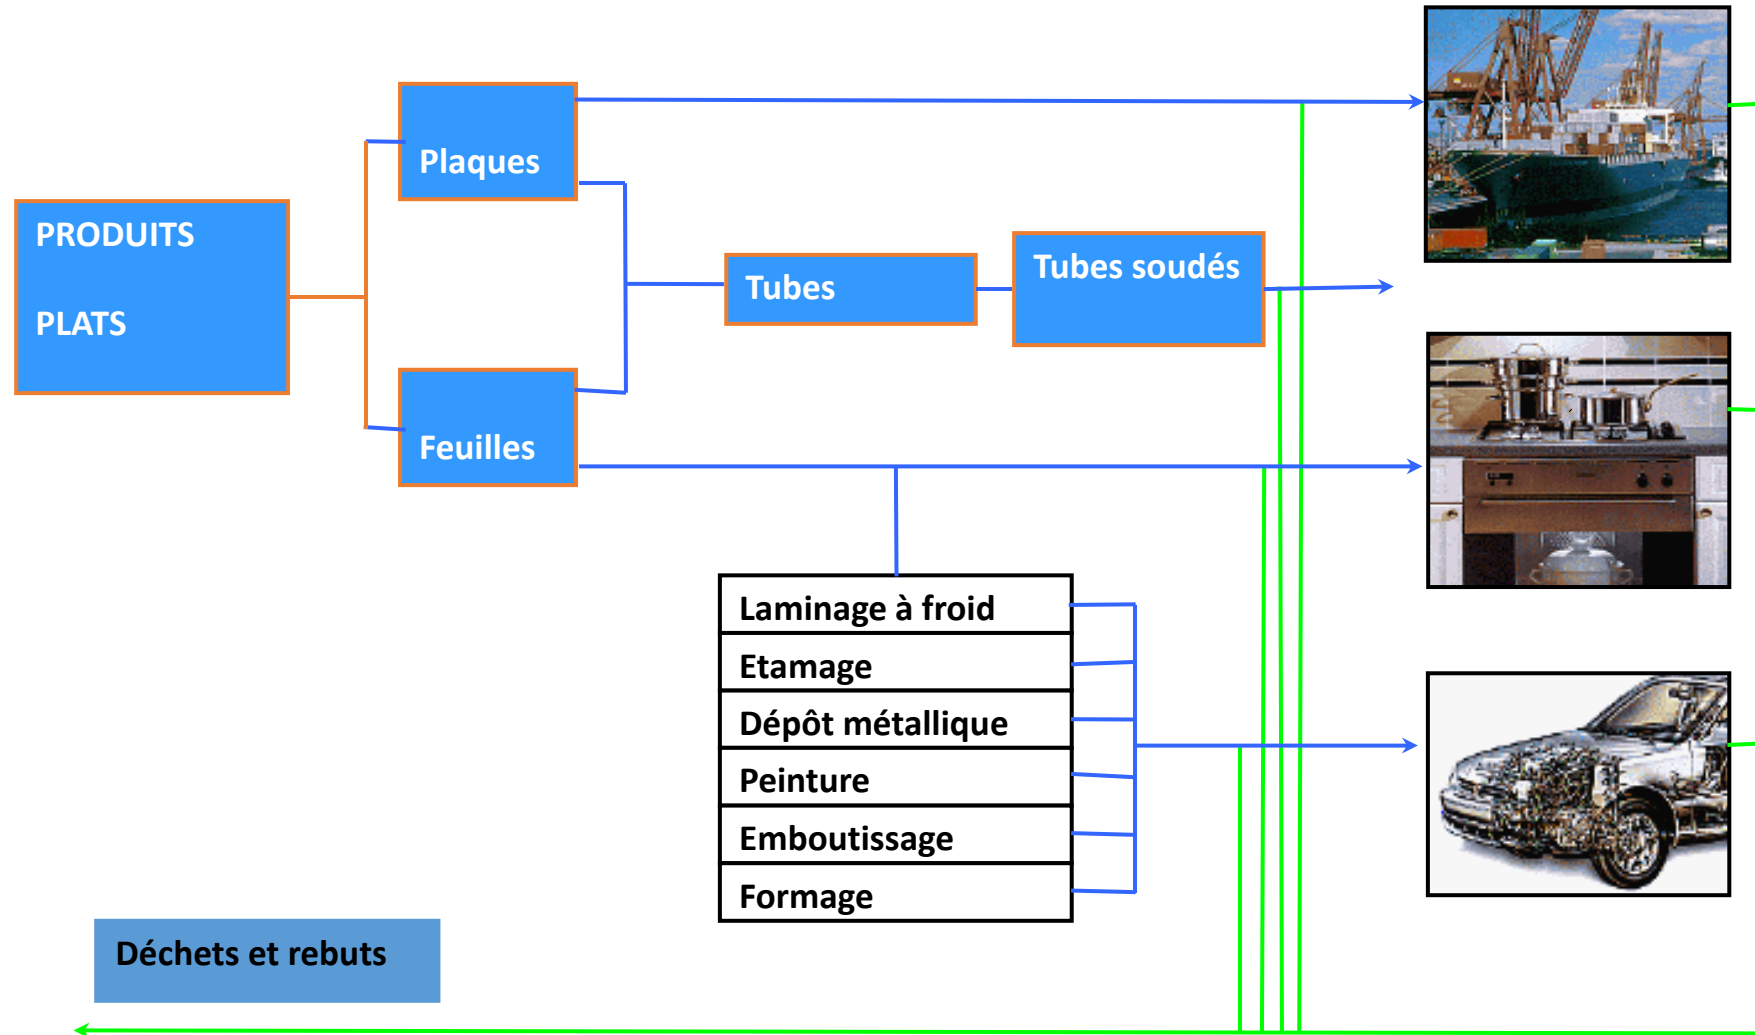 PRODUITS
PLATS
Plaques
Feuilles
Tubes
Tubes soudés
Laminage à froid
Etamage
Dépôt métallique
Peinture
Emboutissage
Formage
Déchets et rebuts